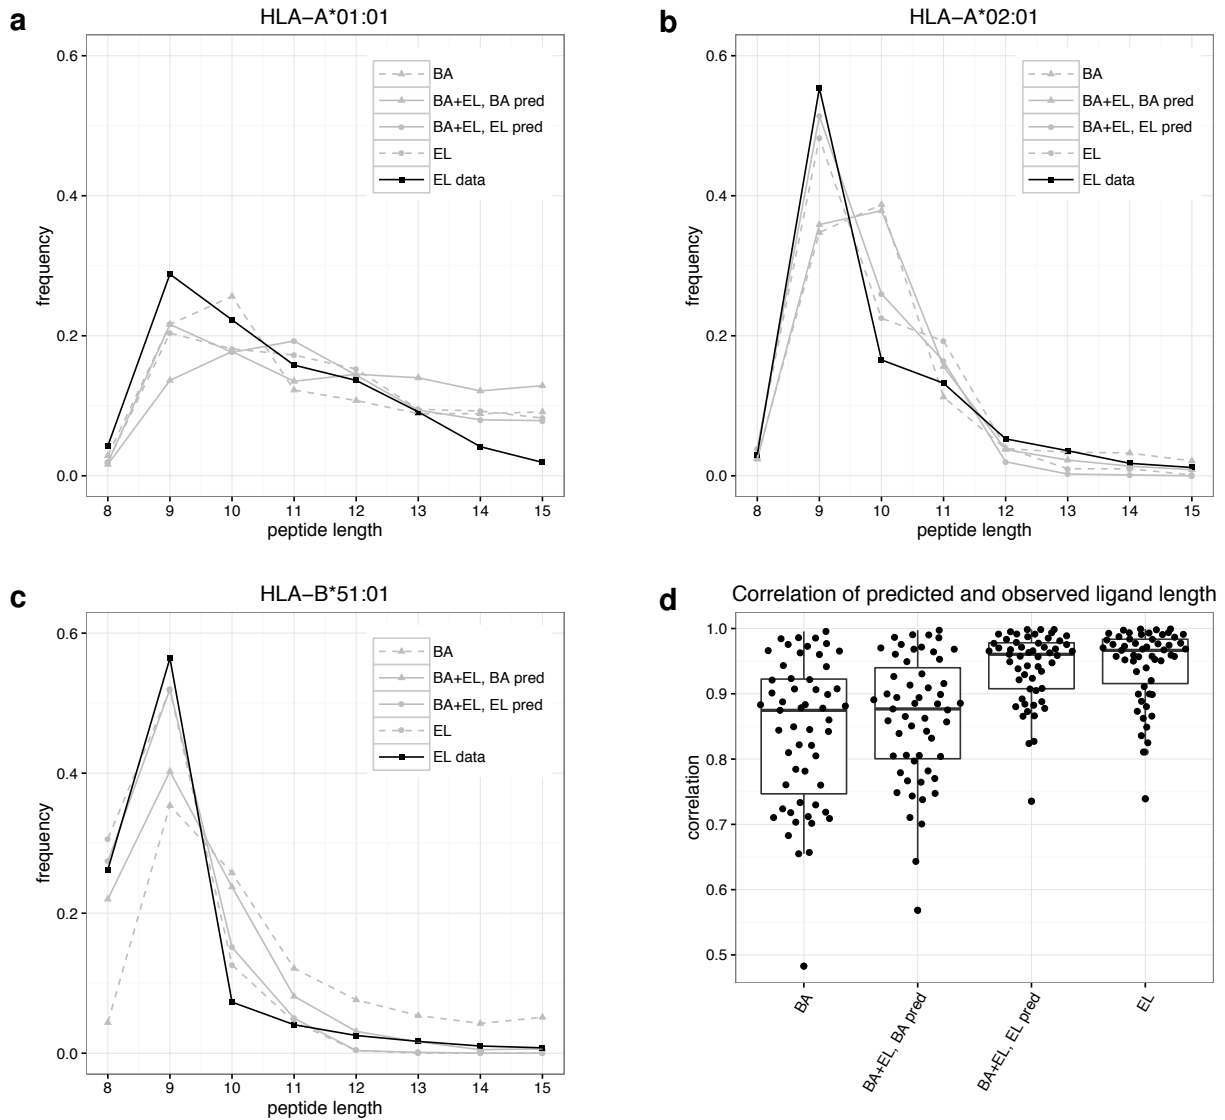 a
HLA−A*01:01
0.6
0.4
0.2
0.0
frequency
BA
BA+EL, BA pred
BA+EL, EL pred
EL
EL data
8 9 10 11 12 13 14 15
peptide length
b
HLA−A*02:01
0.6
0.4
0.2
0.0
frequency
BA
BA+EL, BA pred
BA+EL, EL pred
EL
EL data
8 9 10 11 12 13 14 15
peptide length
c
HLA−B*51:01
0.6
0.4
0.2
0.0
frequency
BA
BA+EL, BA pred
BA+EL, EL pred
EL
EL data
8 9 10 11 12 13 14 15
peptide length
d
Correlation of predicted and observed ligand length
1.0
0.9
0.8
0.7
0.6
0.5
correlation
BA
BA+EL, BA pred
BA+EL, EL pred
EL